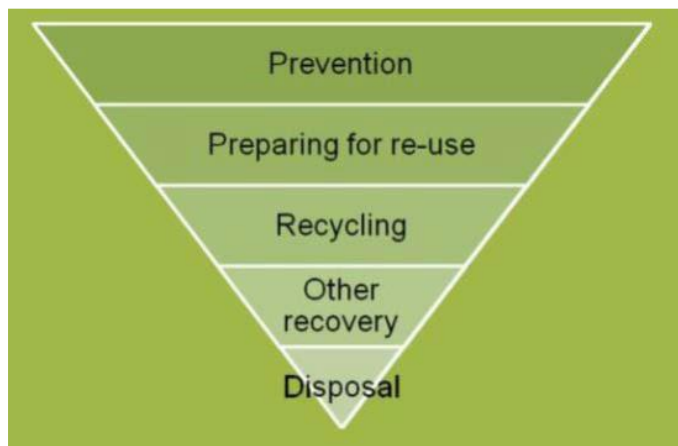 Prevention
Preparing for re-use
Recycling
Other
recovery
Disposal